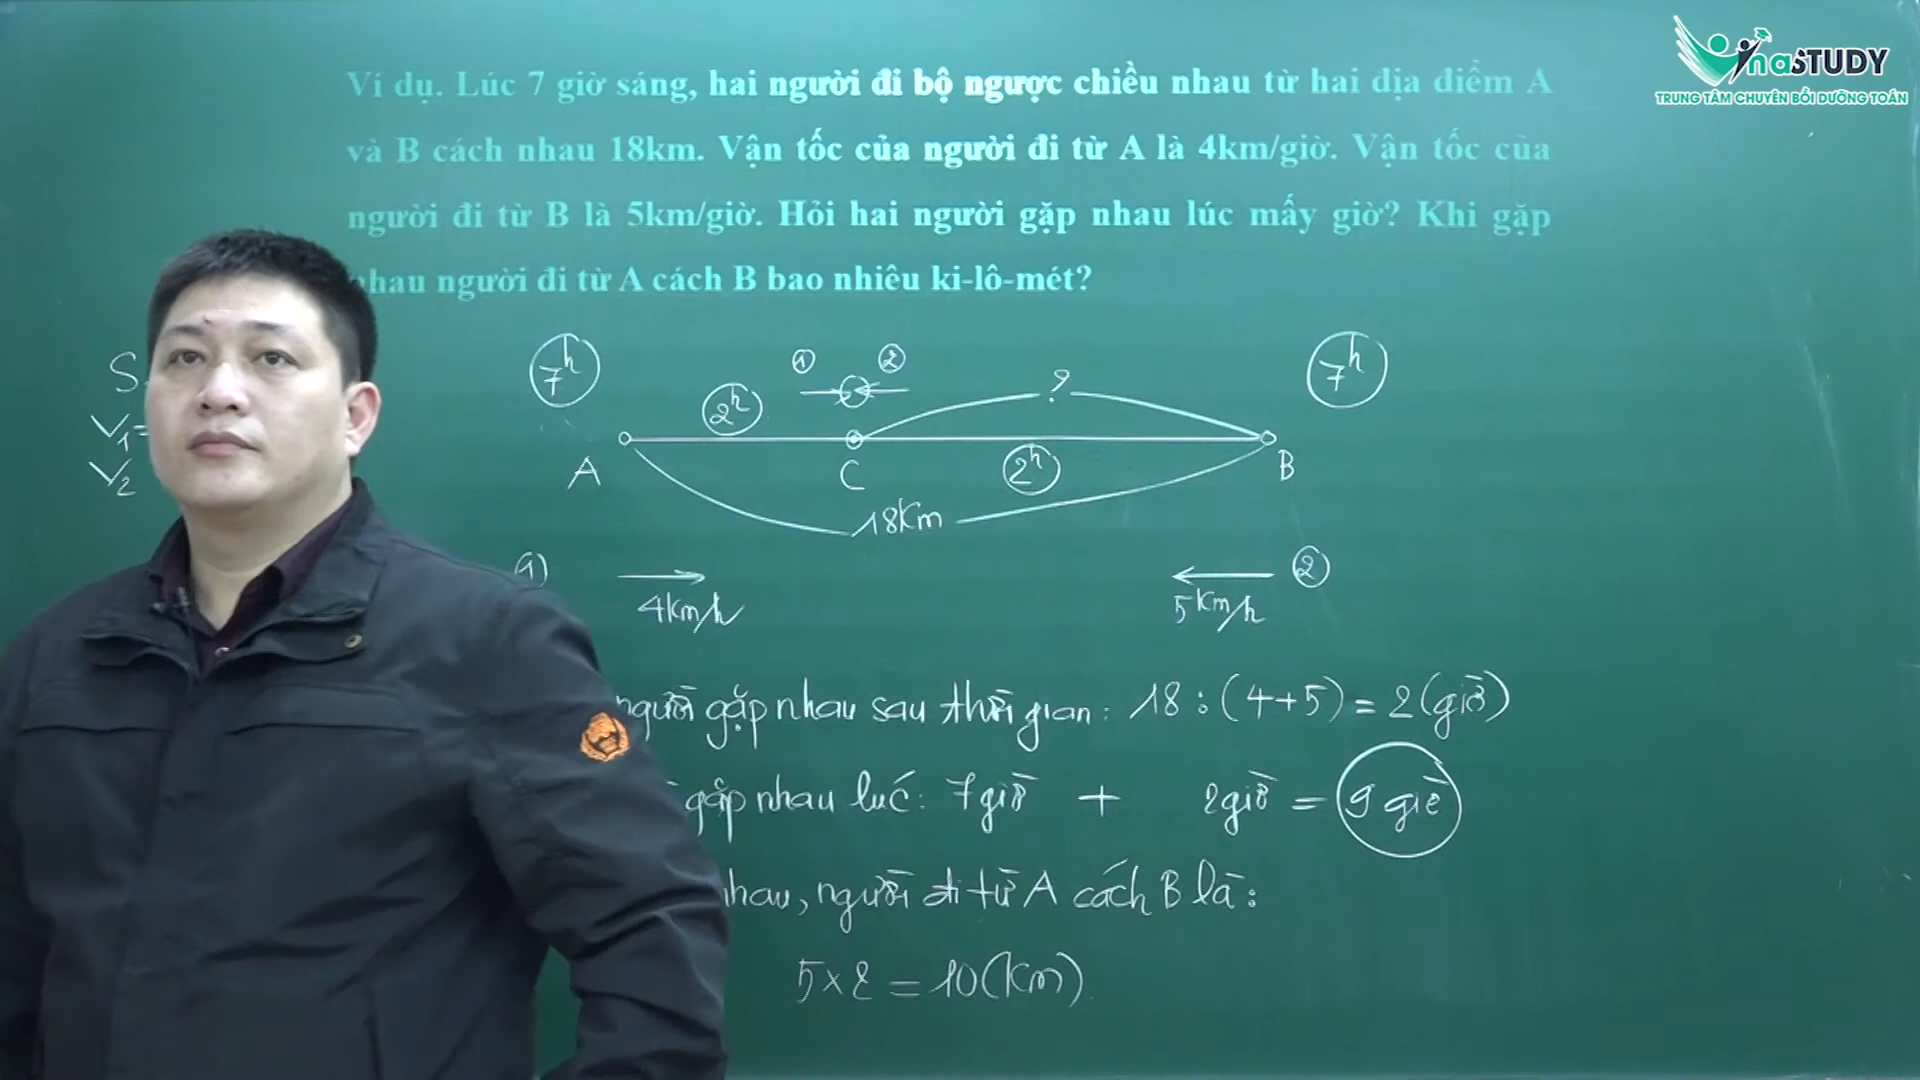 VinaSTUDY
TRUNG TÂM CHUYÊN BỒI DƯỠNG TOÁN
Ví dụ. Lúc 7 giờ sáng, hai người đi bộ ngược chiều nhau từ hai địa điểm A
và B cách nhau 18km. Vận tốc của người đi từ A là 4km/giờ. Vận tốc của
người đi từ B là 5km/giờ. Hỏi hai người gặp nhau lúc mấy giờ? Khi gặp
nhau người đi từ A cách B bao nhiêu ki-lô-mét?
7h 1 2 7h
S
2h ?
V1=
V2
A C 2h B
18km
1 2
4km/h 5km/h
người gặp nhau sau thời gian: 18 : (4+5) = 2 (giờ)
gặp nhau lúc: 7 giờ + 2 giờ = 9 giờ
nhau, người đi từ A cách B là:
5 x 2 = 10 (km)